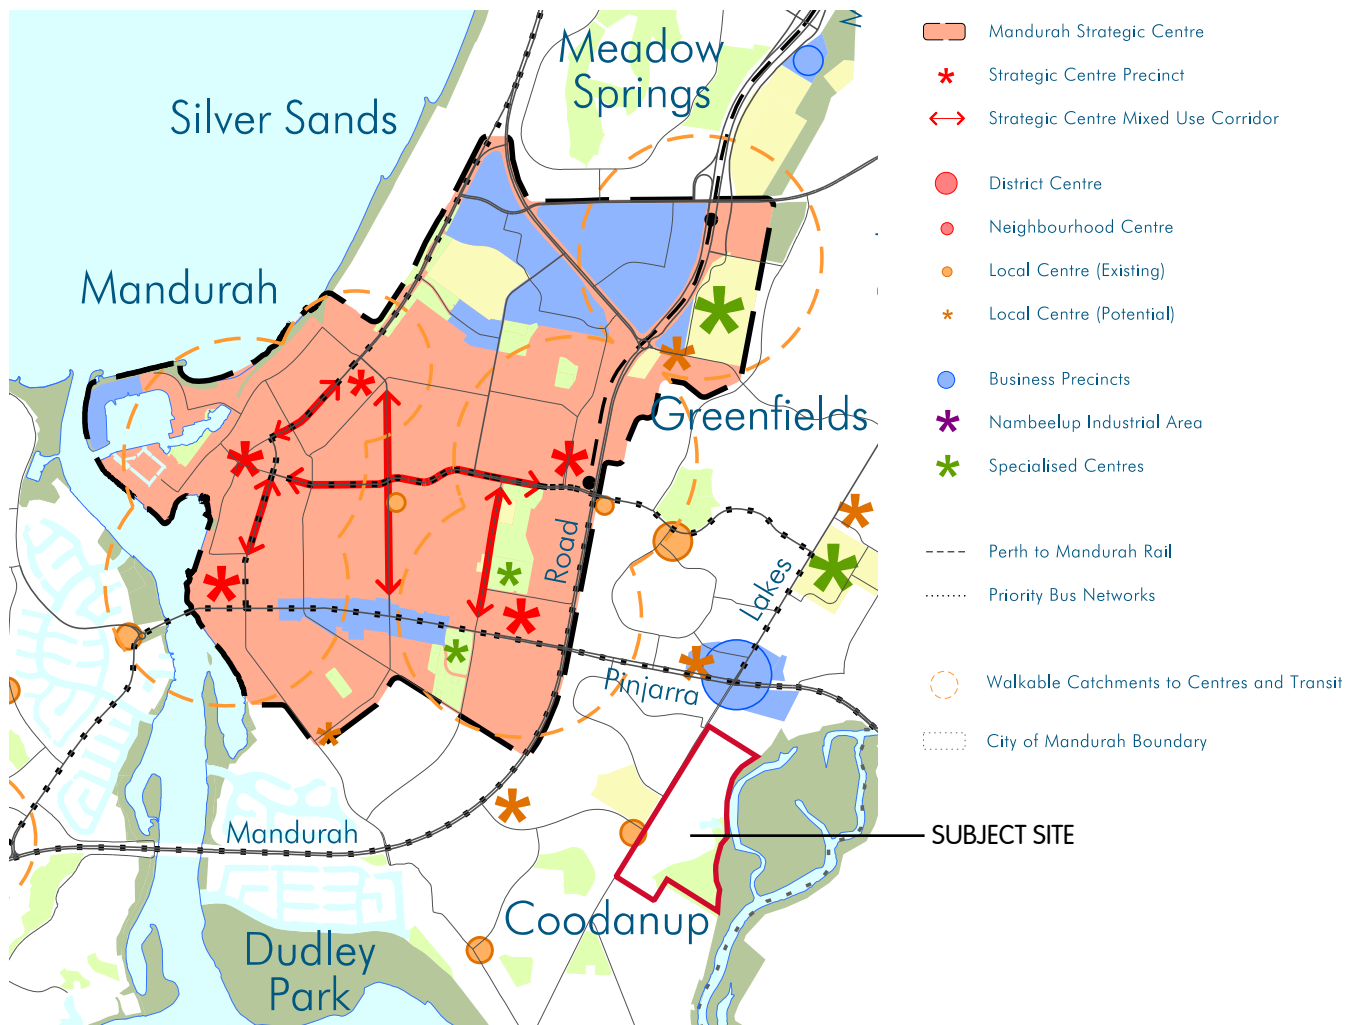 Meadow
Springs
Silver Sands
Mandurah
Greenfields
Road
Lakes
Pinjarra
Mandurah
Coodanup
Dudley
Park
Mandurah Strategic Centre
Strategic Centre Precinct
Strategic Centre Mixed Use Corridor
District Centre
Neighbourhood Centre
Local Centre (Existing)
Local Centre (Potential)
Business Precincts
Nambeelup Industrial Area
Specialised Centres
Perth to Mandurah Rail
Priority Bus Networks
Walkable Catchments to Centres and Transit
City of Mandurah Boundary
SUBJECT SITE